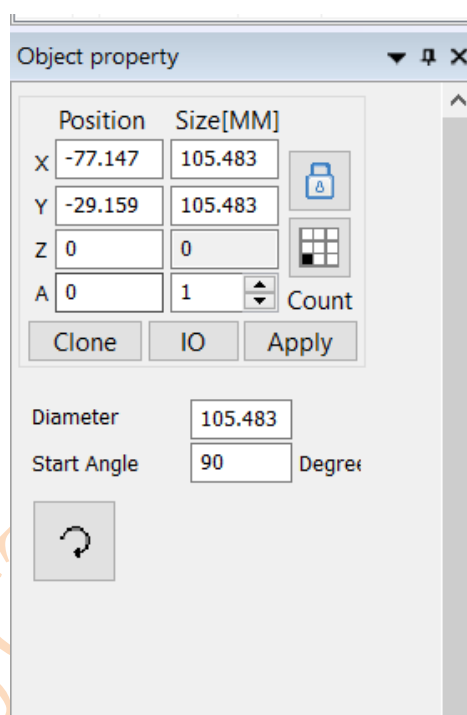 Object property
Position Size[MM]
X -77.147 105.483
Y -29.159 105.483
Z 0 0
A 0 1 Count
Clone IO Apply
Diameter 105.483
Start Angle 90 Degree